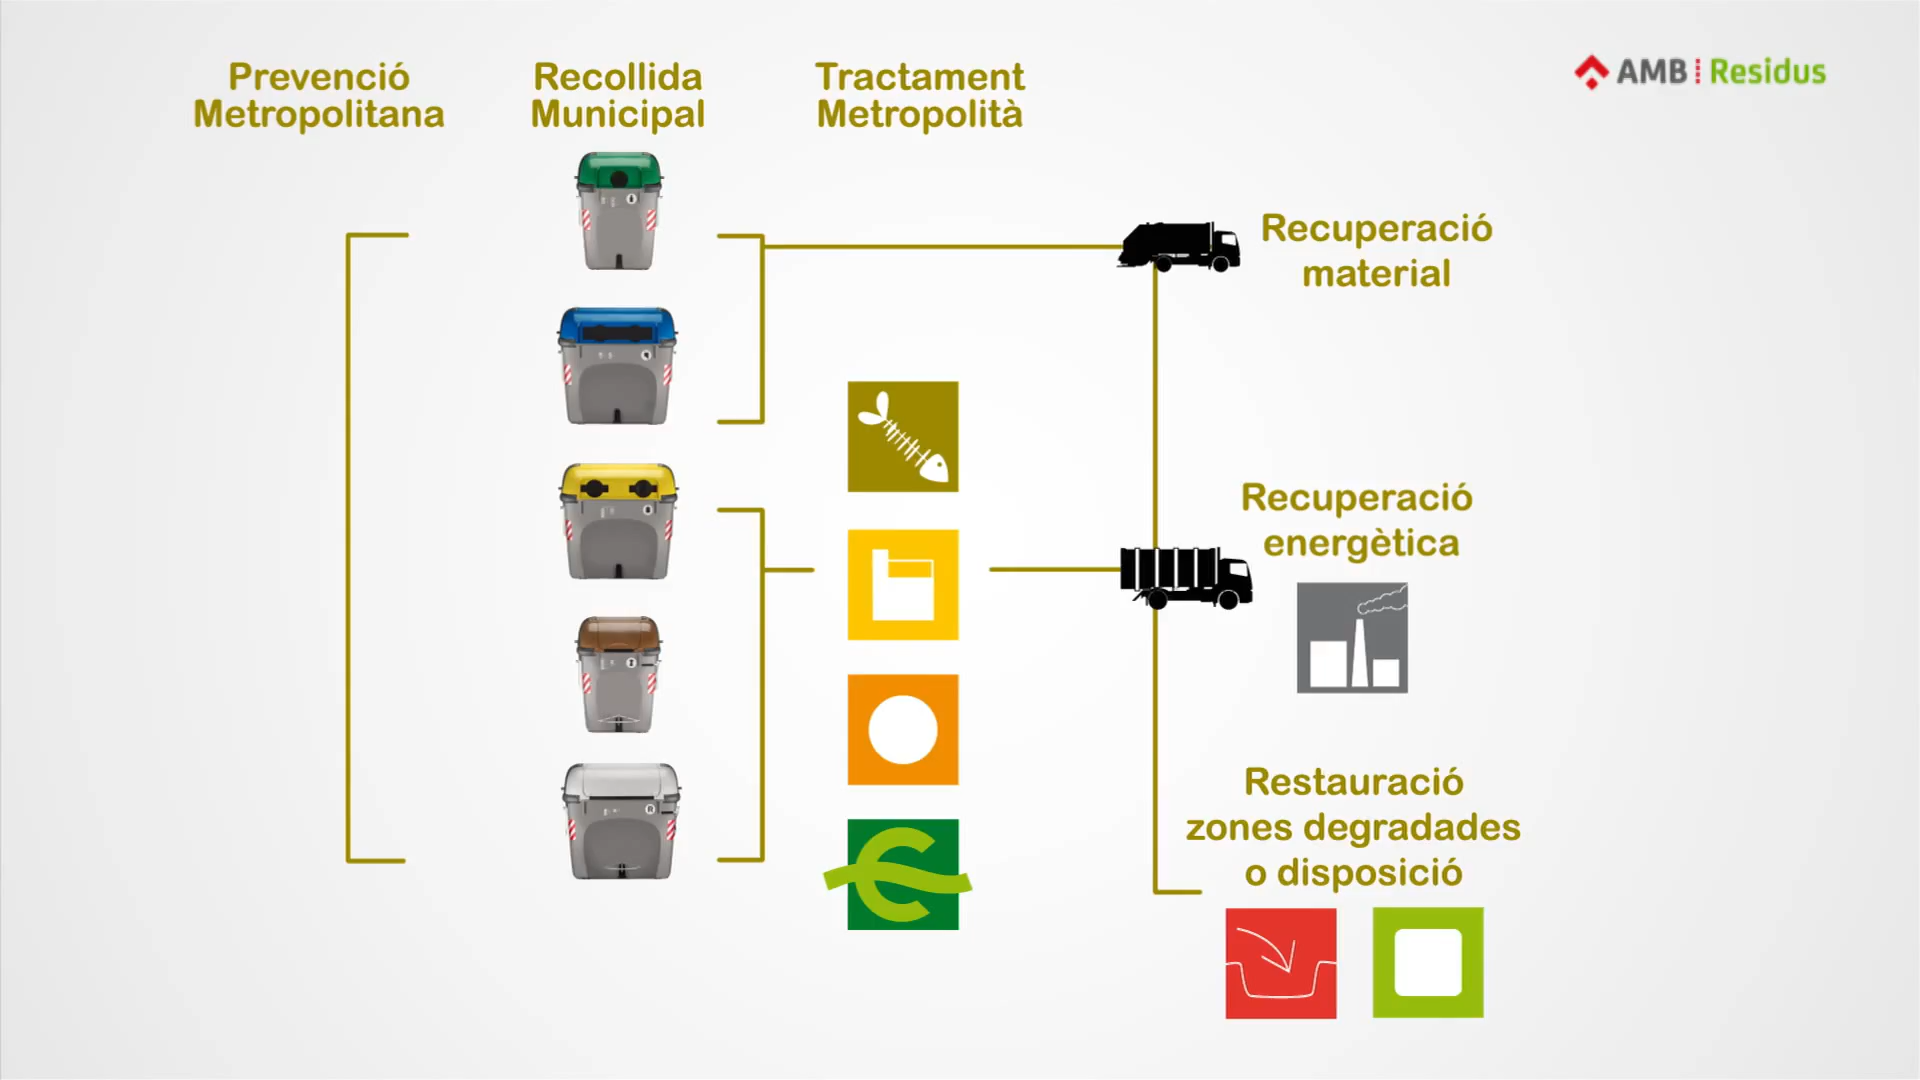 Prevenció
Metropolitana
Recollida
Municipal
Tractament
Metropolità
AMB Residus
Recuperació
material
Recuperació
energètica
Restauració
zones degradades
o disposició